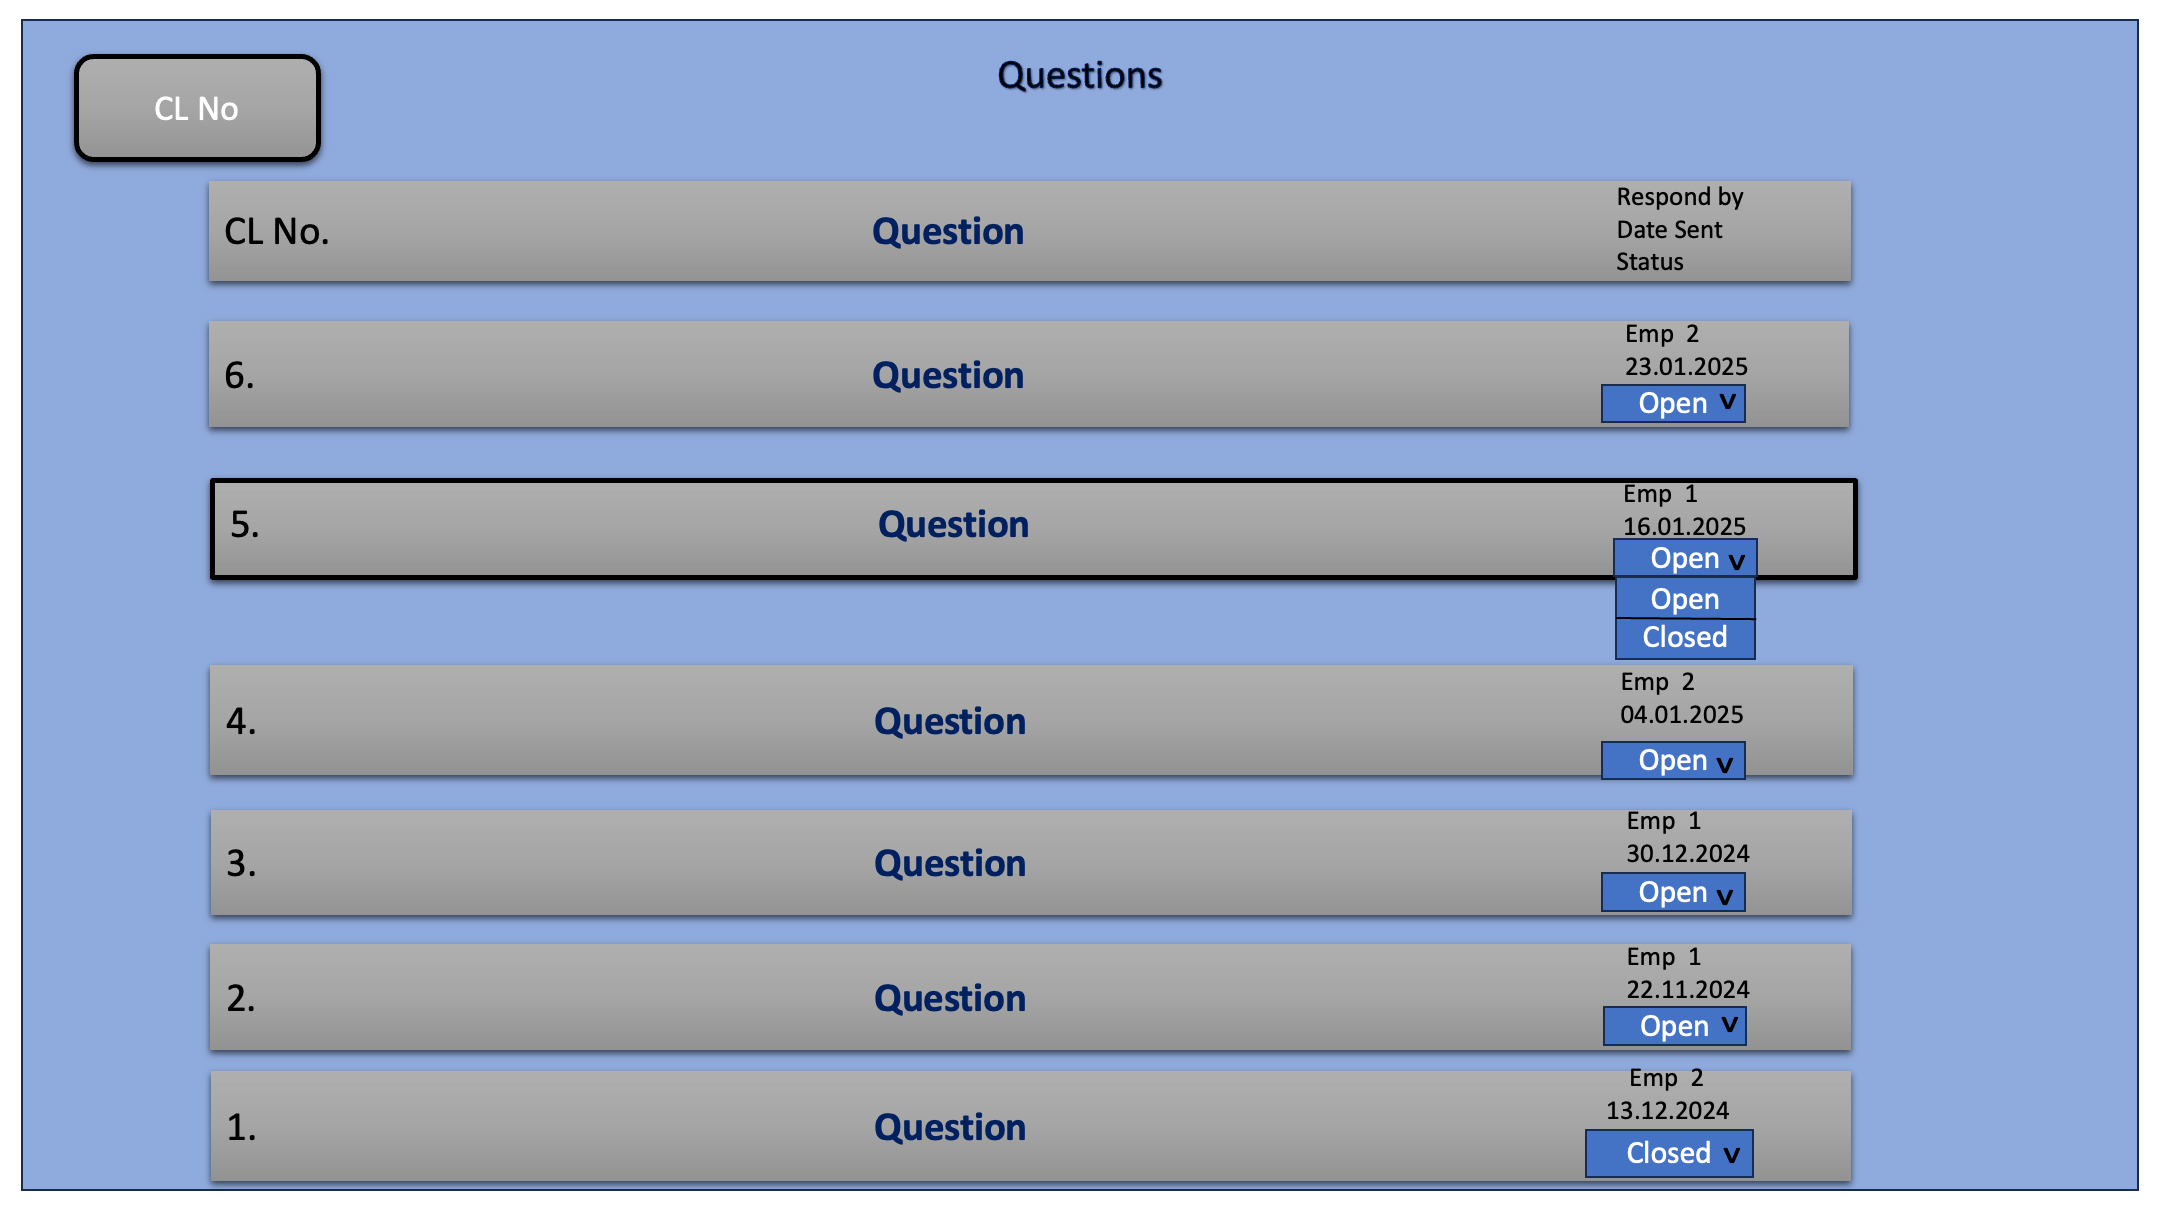 Questions
CL No
CL No.
Question
Respond by
Date Sent
Status
6.
Question
Emp 2
23.01.2025
Open v
5.
Question
Emp 1
16.01.2025
Open v
Open
Closed
4.
Question
Emp 2
04.01.2025
Open v
3.
Question
Emp 1
30.12.2024
Open v
2.
Question
Emp 1
22.11.2024
Open v
1.
Question
Emp 2
13.12.2024
Closed v